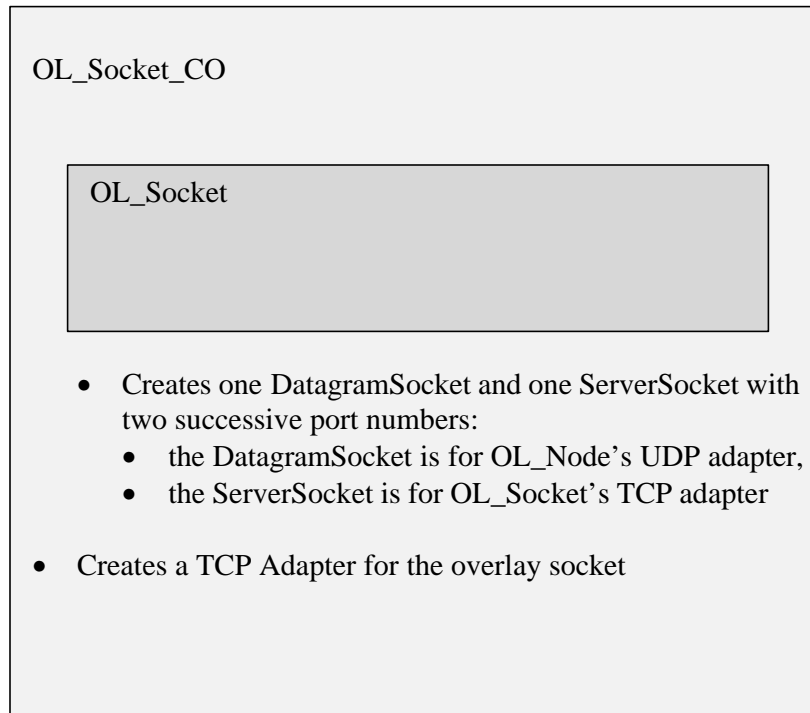 OL_Socket_CO
OL_Socket
• Creates one DatagramSocket and one ServerSocket with
two successive port numbers:
• the DatagramSocket is for OL_Node’s UDP adapter,
• the ServerSocket is for OL_Socket’s TCP adapter
• Creates a TCP Adapter for the overlay socket